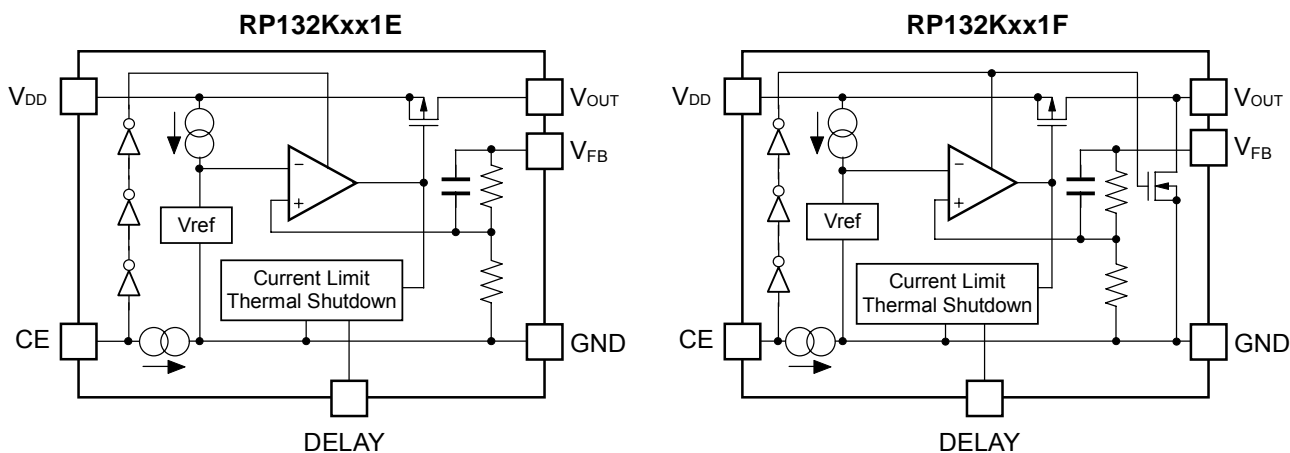 RP132Kxx1E
VDD
VOUT
VFB
−
+
Vref
Current Limit
Thermal Shutdown
CE
GND
DELAY
RP132Kxx1F
VDD
VOUT
VFB
−
+
Vref
Current Limit
Thermal Shutdown
CE
GND
DELAY